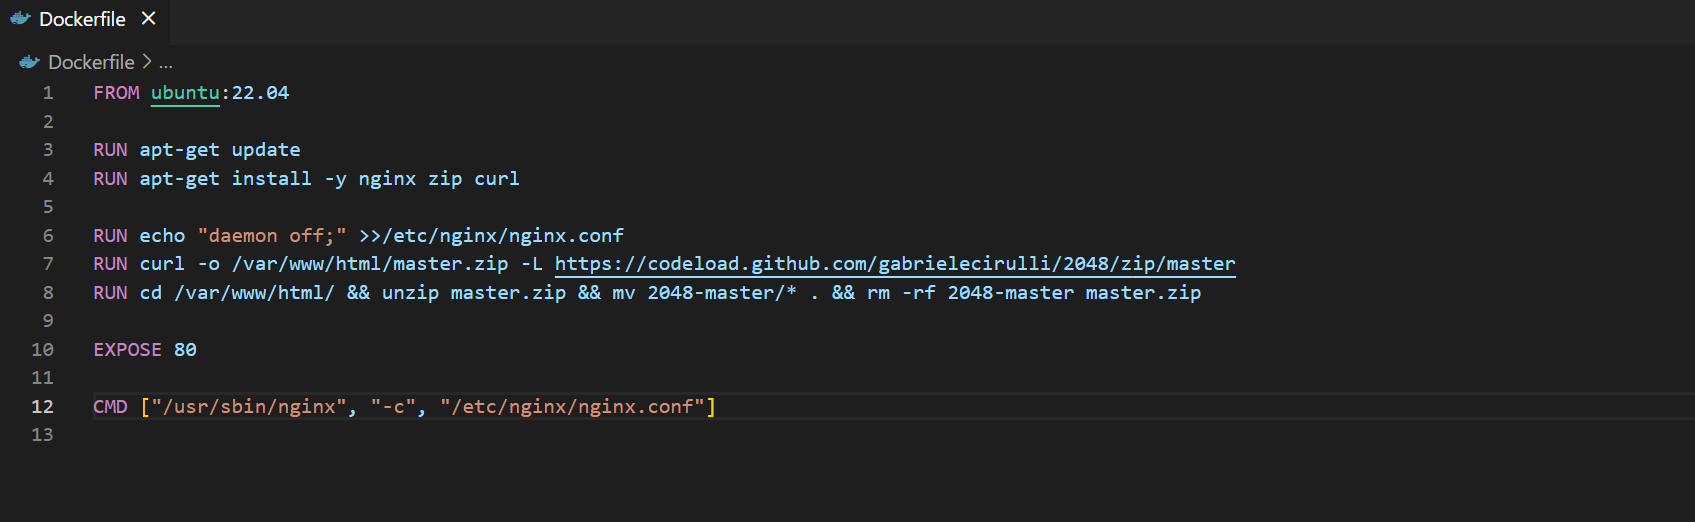 Dockerfile ×
Dockerfile > ...
1 FROM ubuntu:22.04
2
3 RUN apt-get update
4 RUN apt-get install -y nginx zip curl
5
6 RUN echo "daemon off;" >>/etc/nginx/nginx.conf
7 RUN curl -o /var/www/html/master.zip -L https://codeload.github.com/gabrielecirulli/2048/zip/master
8 RUN cd /var/www/html/ && unzip master.zip && mv 2048-master/* . && rm -rf 2048-master master.zip
9
10 EXPOSE 80
11
12 CMD ["/usr/sbin/nginx", "-c", "/etc/nginx/nginx.conf"]
13